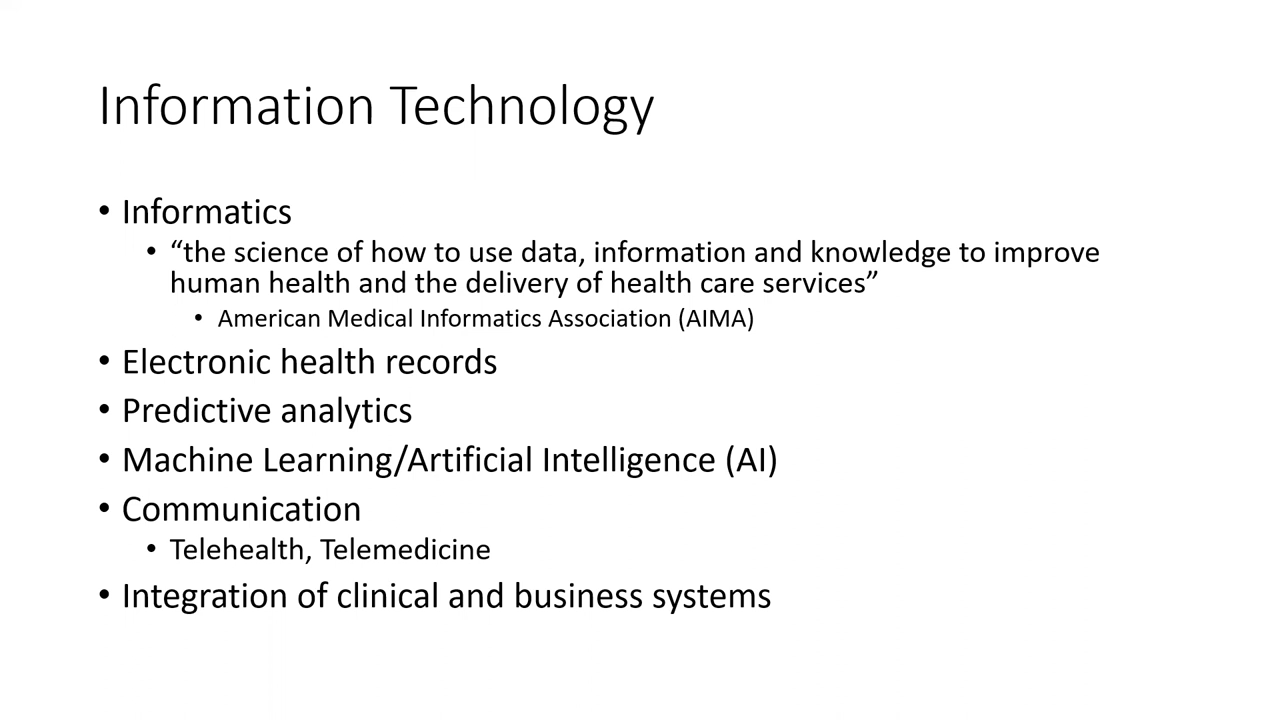 Information Technology
• Informatics
• “the science of how to use data, information and knowledge to improve
human health and the delivery of health care services”
• American Medical Informatics Association (AIMA)
• Electronic health records
• Predictive analytics
• Machine Learning/Artificial Intelligence (AI)
• Communication
• Telehealth, Telemedicine
• Integration of clinical and business systems